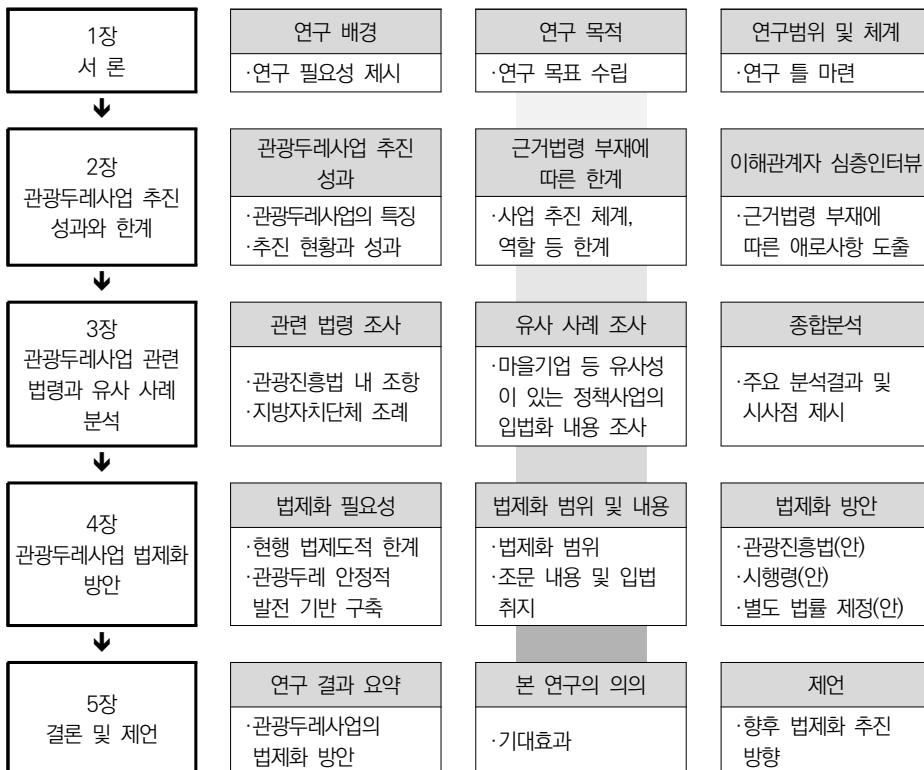 1장
서 론
연구 배경
·연구 필요성 제시
연구 목적
·연구 목표 수립
연구범위 및 체계
·연구 틀 마련
2장
관광두레사업 추진
성과와 한계
관광두레사업 추진
성과
·관광두레사업의 특징
·추진 현황과 성과
근거법령 부재에
따른 한계
·사업 추진 체계,
역할 등 한계
이해관계자 심층인터뷰
·근거법령 부재에
따른 애로사항 도출
3장
관광두레사업 관련
법령과 유사 사례
분석
관련 법령 조사
·관광진흥법 내 조항
·지방자치단체 조례
유사 사례 조사
·마을기업 등 유사성
이 있는 정책사업의
입법화 내용 조사
종합분석
·주요 분석결과 및
시사점 제시
4장
관광두레사업 법제화
방안
법제화 필요성
·현행 법제도적 한계
·관광두레 안정적
발전 기반 구축
법제화 범위 및 내용
·법제화 범위
·조문 내용 및 입법
취지
법제화 방안
·관광진흥법(안)
·시행령(안)
·별도 법률 제정(안)
5장
결론 및 제언
연구 결과 요약
·관광두레사업의
법제화 방안
본 연구의 의의
·기대효과
제언
·향후 법제화 추진
방향